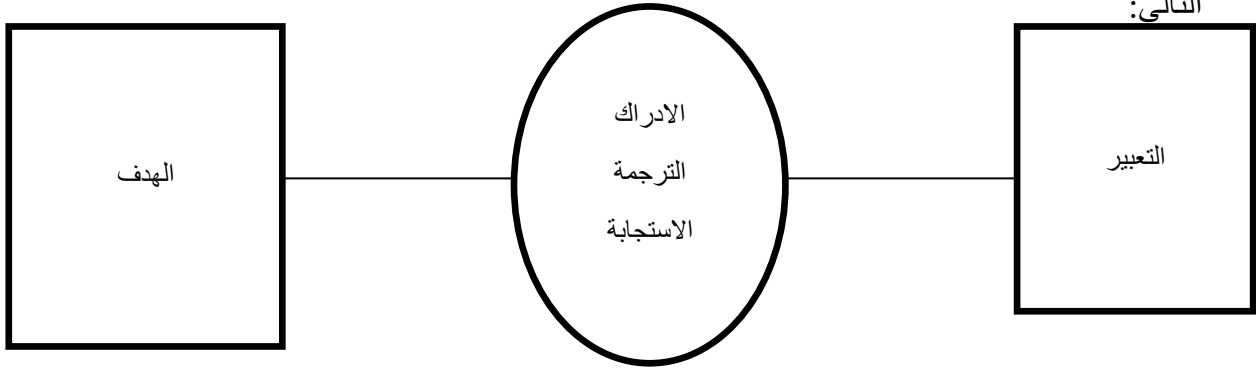 التالي:
التعبير
الادراك
الترجمة
الاستجابة
الهدف